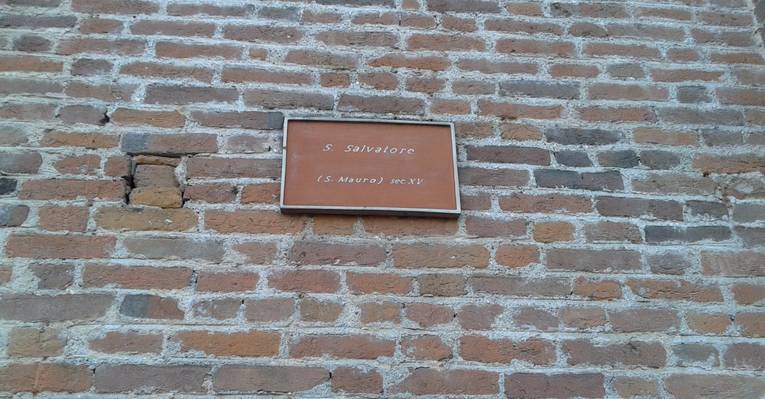 S. Salvatore
(S. Mauro) sec XV